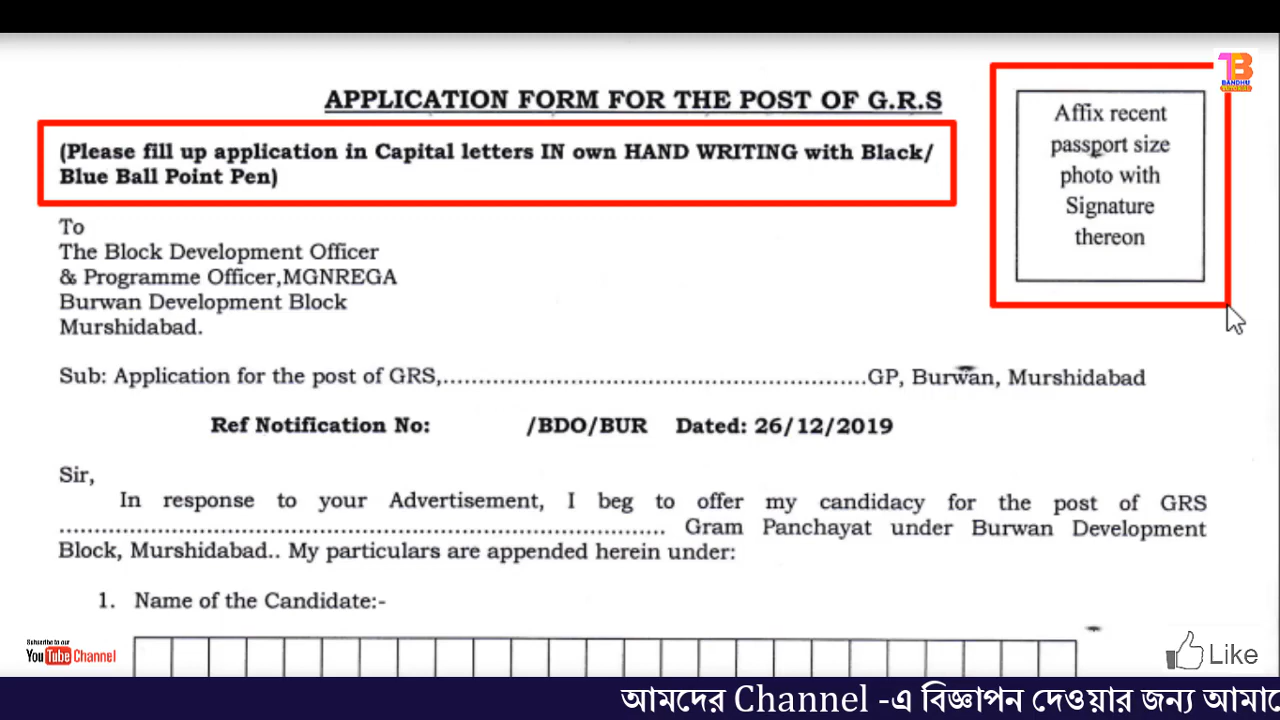 APPLICATION FORM FOR THE POST OF G.R.S
(Please fill up application in Capital letters IN own HAND WRITING with Black/
Blue Ball Point Pen)
Affix recent
passport size
photo with
Signature
thereon
BANDHU
To
The Block Development Officer
& Programme Officer,MGNREGA
Burwan Development Block
Murshidabad.
Sub: Application for the post of GRS,............................................................GP, Burwan, Murshidabad
Ref Notification No: /BDO/BUR Dated: 26/12/2019
Sir,
In response to your Advertisement, I beg to offer my candidacy for the post of GRS
..................................................................................... Gram Panchayat under Burwan Development
Block, Murshidabad.. My particulars are appended herein under:
1. Name of the Candidate:-
Subscribe to our
YouTube Channel
Like
আমদের Channel -এ বিজ্ঞাপন দেওয়ার জন্য